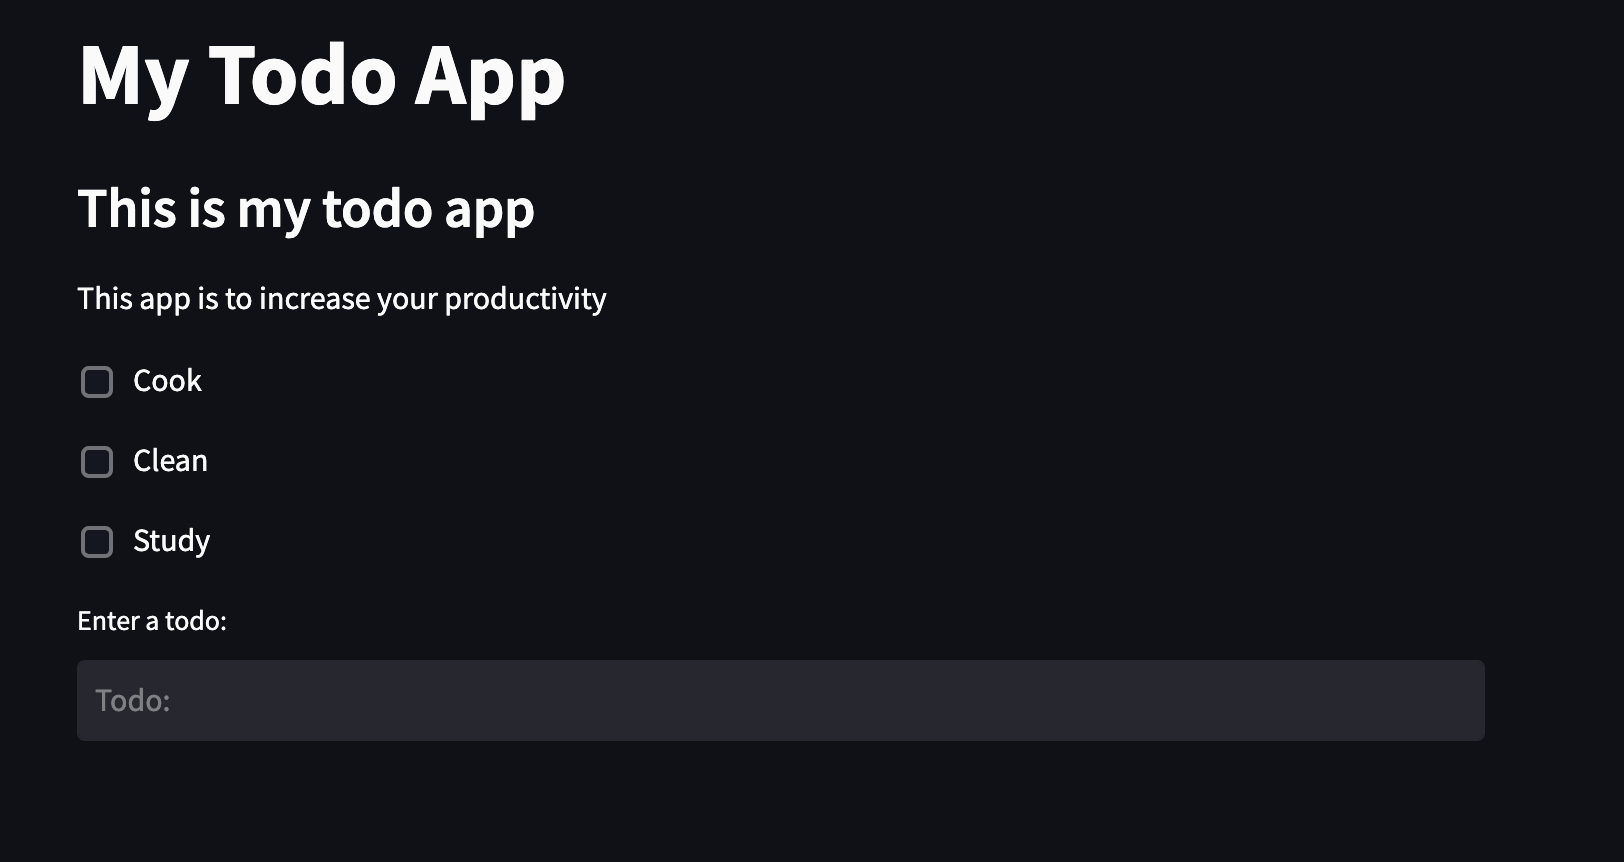 My Todo App
This is my todo app
This app is to increase your productivity
Cook
Clean
Study
Enter a todo:
Todo: